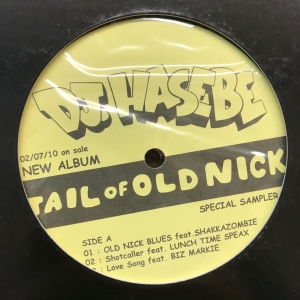 DJ HASEBE
02/07/10 on sale
NEW ALBUM
TAIL OF OLD NICK
SPECIAL SAMPLER
SIDE A
01 : OLD NICK BLUES feat.SHAKKAZOMBIE
02 : Shotcaller feat. LUNCH TIME SPEAX
: Love Song feat. BIZ MARKIE